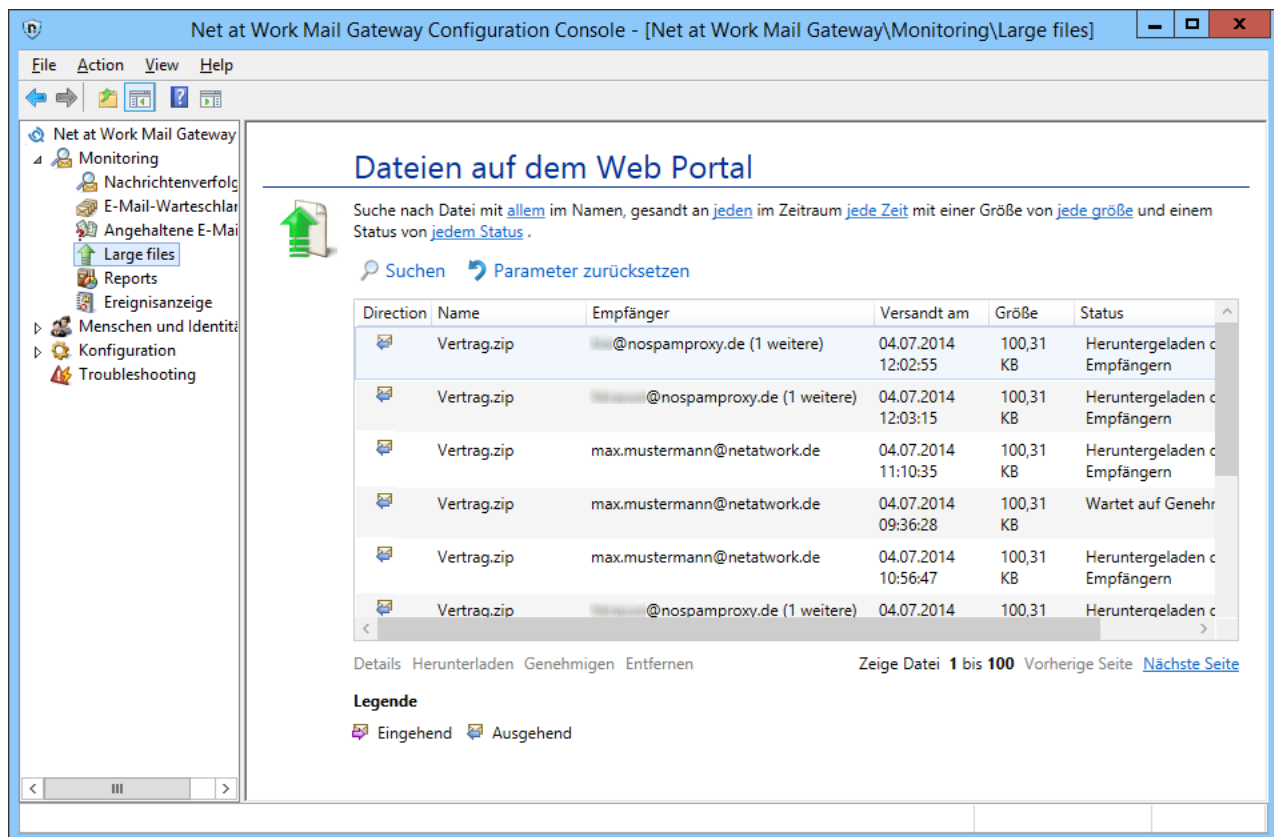 Net at Work Mail Gateway Configuration Console - [Net at Work Mail Gateway\Monitoring\Large files]
File Action View Help
Net at Work Mail Gateway
Monitoring
Nachrichtenverfolg
E-Mail-Warteschlar
Angehaltene E-Mai
Large files
Reports
Ereignisanzeige
Menschen und Identitä
Konfiguration
Troubleshooting
Dateien auf dem Web Portal
Suche nach Datei mit allem im Namen, gesandt an jeden im Zeitraum jede Zeit mit einer Größe von jede größe und einem
Status von jedem Status .
Suchen Parameter zurücksetzen
Direction Name Empfänger Versandt am Größe Status
Vertrag.zip @nospamproxy.de (1 weitere) 04.07.2014 100,31 Heruntergeladen
12:02:55 KB Empfängern
Vertrag.zip @nospamproxy.de (1 weitere) 04.07.2014 100,31 Heruntergeladen
12:03:15 KB Empfängern
Vertrag.zip max.mustermann@netatwork.de 04.07.2014 100,31 Heruntergeladen
11:10:35 KB Empfängern
Vertrag.zip max.mustermann@netatwork.de 04.07.2014 100,31 Wartet auf Genehr
09:36:28 KB
Vertrag.zip max.mustermann@netatwork.de 04.07.2014 100,31 Heruntergeladen
10:56:47 KB Empfängern
Vertrag.zip @nospamproxy.de (1 weitere) 04.07.2014 100,31 Heruntergeladen
Details Herunterladen Genehmigen Entfernen Zeige Datei 1 bis 100 Vorherige Seite Nächste Seite
Legende
Eingehend Ausgehend